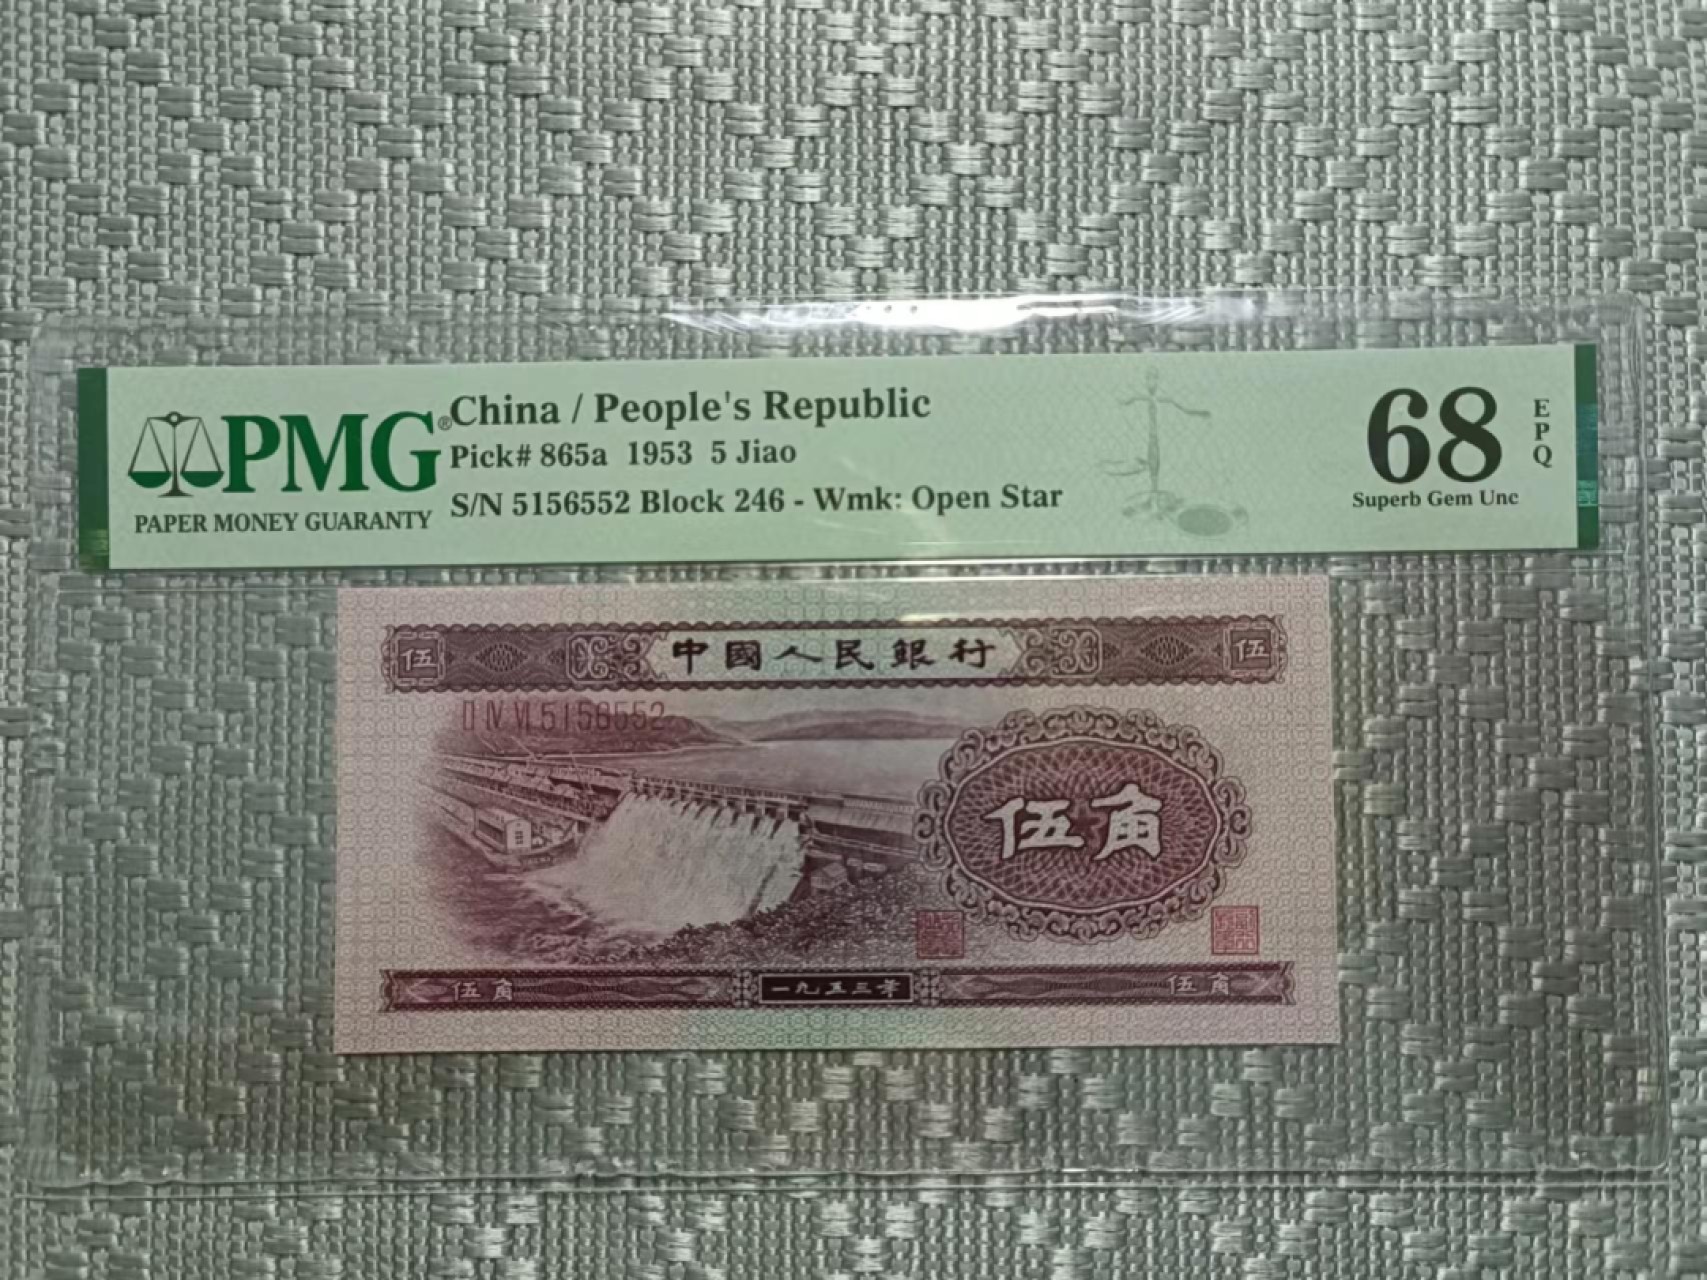 PMG®
PAPER MONEY GUARANTY
China / People's Republic
Pick# 865a 1953 5 Jiao
S/N 5156552 Block 246 - Wmk: Open Star
68
EPQ
Superb Gem Unc
伍 中國人民銀行 伍
II IV VI 5156552
伍角
伍角 一九五三年 伍角